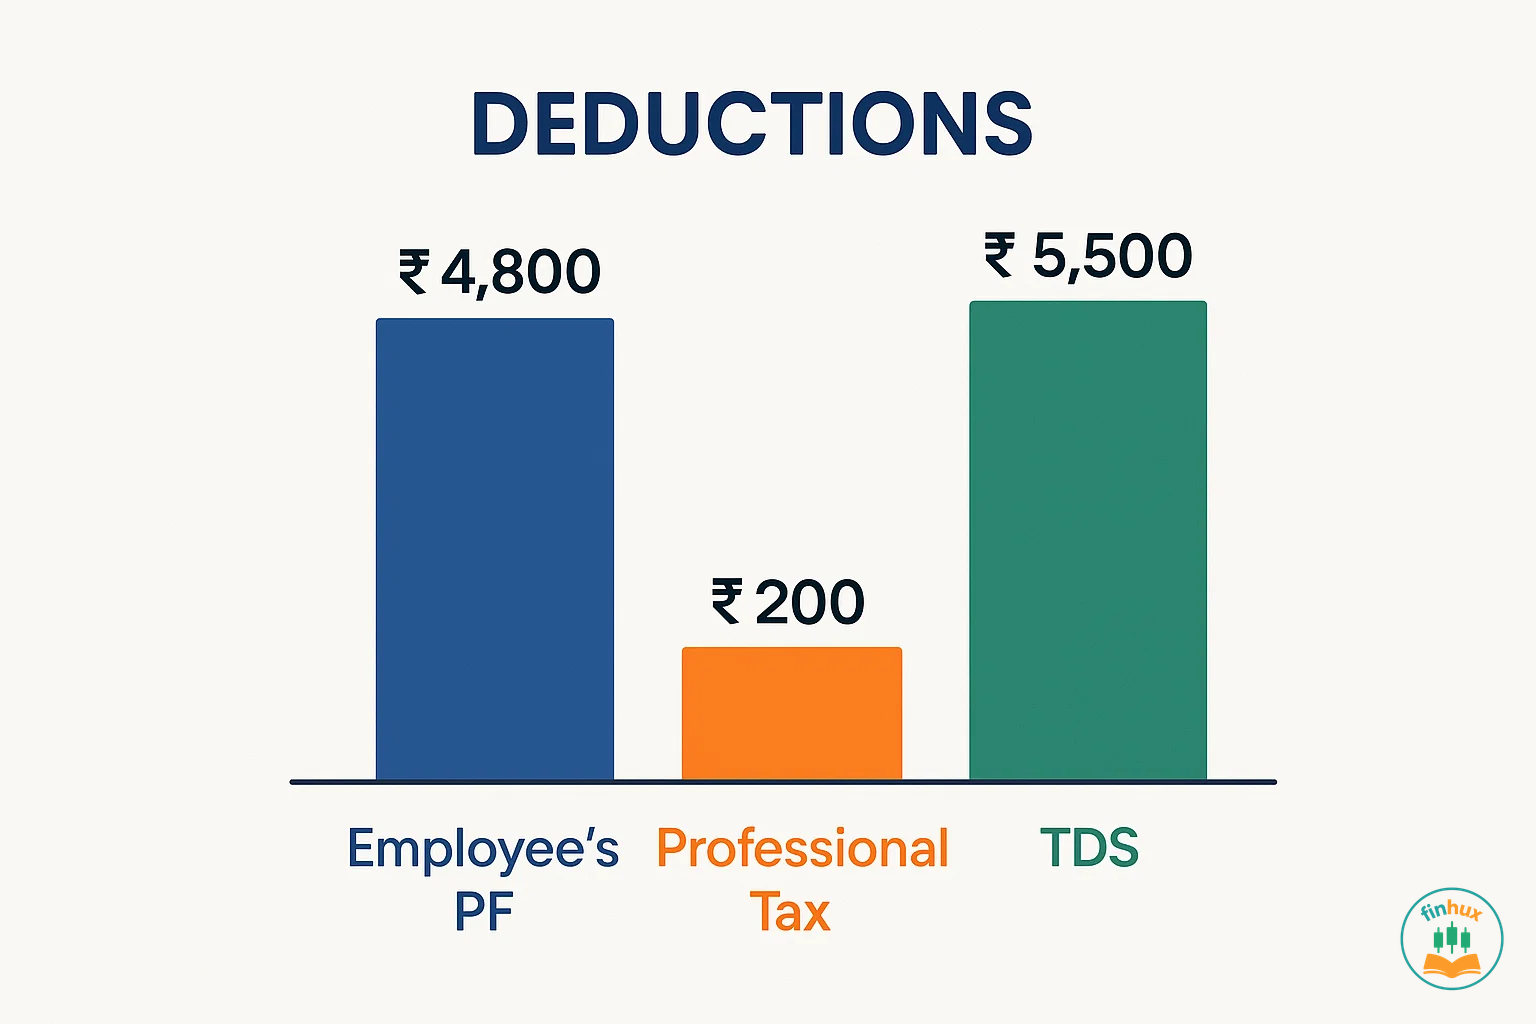 DEDUCTIONS
₹ 4,800
₹ 200
₹ 5,500
Employee’s
PF
Professional
Tax
TDS
finhux